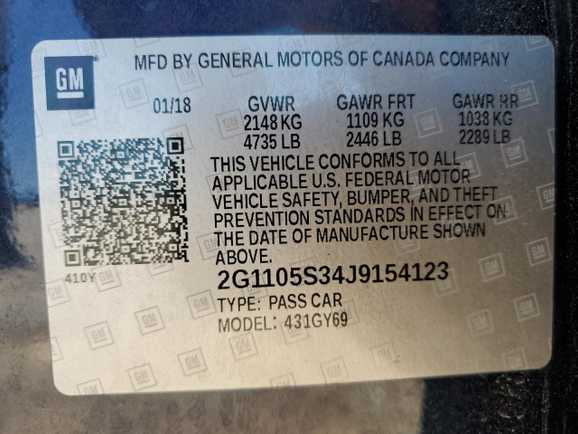 GM
MFD BY GENERAL MOTORS OF CANADA COMPANY
01/18 GVWR GAWR FRT GAWR RR
2148 KG 1109 KG 1038 KG
4735 LB 2446 LB 2289 LB
THIS VEHICLE CONFORMS TO ALL
APPLICABLE U.S. FEDERAL MOTOR
VEHICLE SAFETY, BUMPER, AND THEFT
PREVENTION STANDARDS IN EFFECT ON
THE DATE OF MANUFACTURE SHOWN
ABOVE.
410Y
2G1105S34J9154123
TYPE: PASS CAR
MODEL: 431GY69